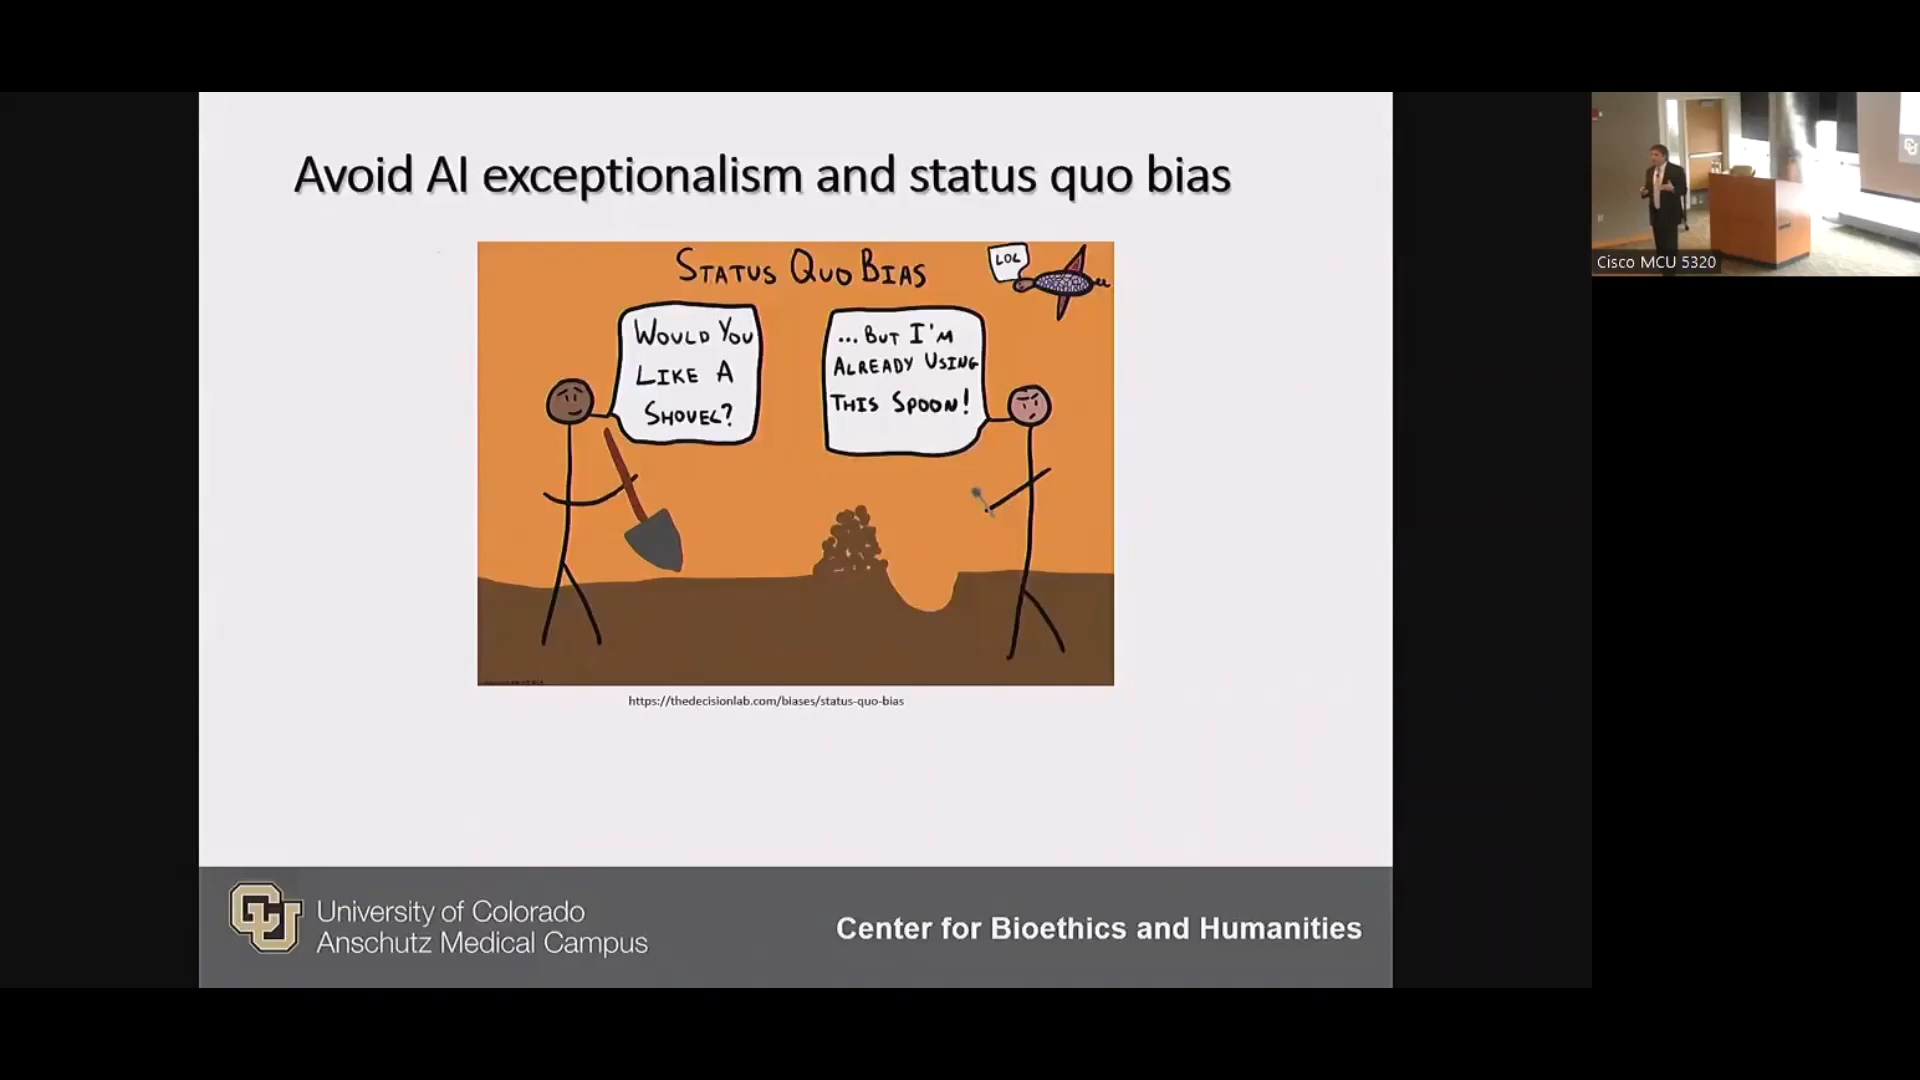 Avoid AI exceptionalism and status quo bias
STATUS QUO BIAS
LOL
WOULD YOU
LIKE A
SHOVEL?
... BUT I'M
ALREADY USING
THIS SPOON!
https://thedecisionlab.com/biases/status-quo-bias
CU
University of Colorado
Anschutz Medical Campus
Center for Bioethics and Humanities
Cisco MCU 5320